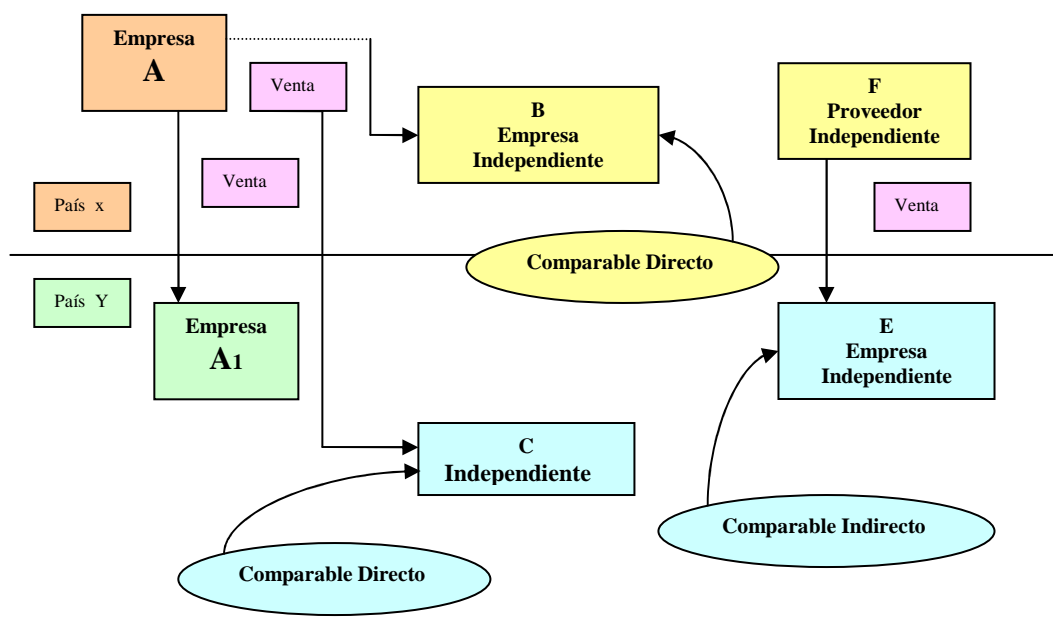 Empresa
A
Venta
B
Empresa
Independiente
F
Proveedor
Independiente
Venta
País x
Venta
Comparable Directo
País Y
Empresa
A1
E
Empresa
Independiente
C
Independiente
Comparable Indirecto
Comparable Directo